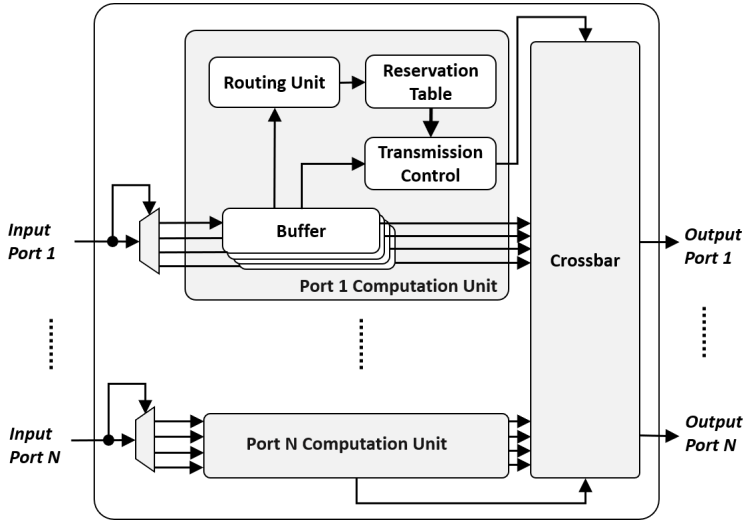 Routing Unit
Reservation
Table
Transmission
Control
Input
Port 1
Buffer
Port 1 Computation Unit
Crossbar
Output
Port 1
Input
Port N
Port N Computation Unit
Output
Port N